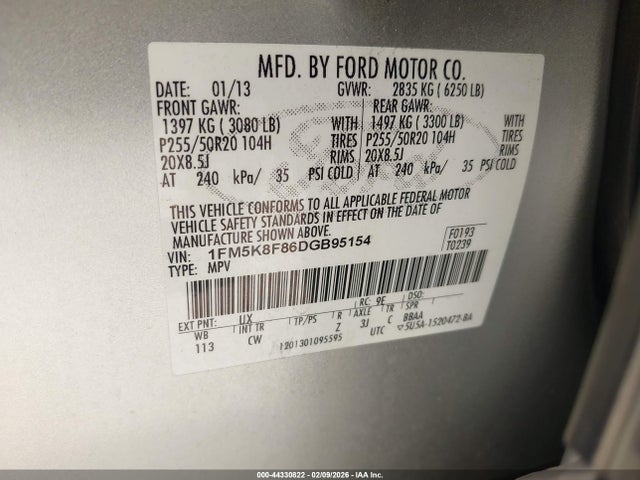 MFD. BY FORD MOTOR CO.
DATE: 01/13 GVWR: 2835 KG ( 6250 LB)
FRONT GAWR: REAR GAWR:
1397 KG ( 3080 LB) WITH 1497 KG ( 3300 LB) WITH
P255/50R20 104H TIRES P255/50R20 104H TIRES
20X8.5J RIMS 20X8.5J RIMS
AT 240 kPa/ 35 PSI COLD AT 240 kPa/ 35 PSI COLD
THIS VEHICLE CONFORMS TO ALL APPLICABLE FEDERAL MOTOR
VEHICLE SAFETY STANDARDS IN EFFECT ON THE DATE OF
MANUFACTURE SHOWN ABOVE.
VIN: 1FM5K8F86DGB95154 F0193
TYPE: MPV T0239
EXT PNT: UX RC: 9E DSO:
WB INT TR TP/PS R AXLE TR SPR BBAA
113 CW Z 3J C
1201301095595 UTC ▽5U5A-1520472-BA
000-44330822 - 02/09/2026 - IAA Inc.